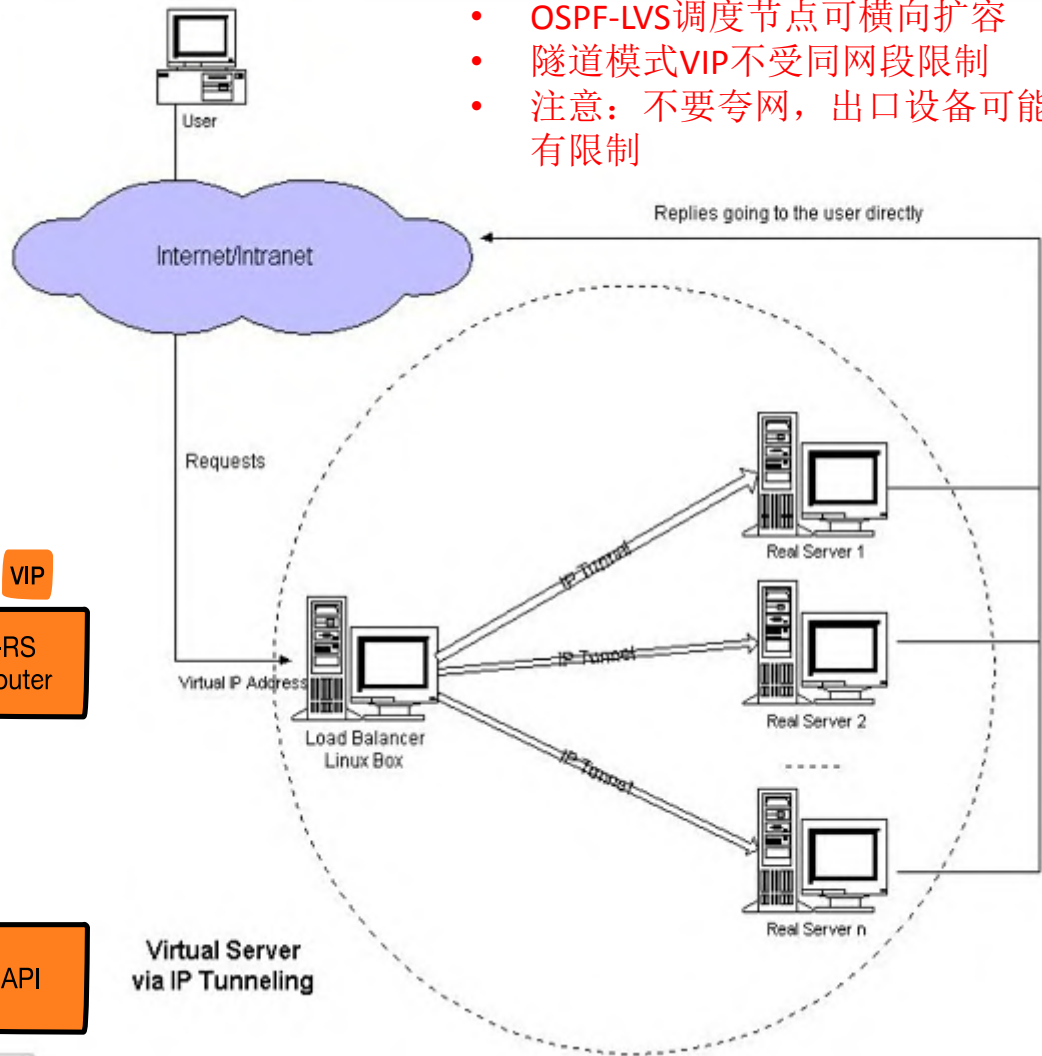 • OSPF-LVS调度节点可横向扩容
• 隧道模式VIP不受同网段限制
• 注意：不要夸网，出口设备可能
有限制
User
Replies going to the user directly
Internet/Intranet
Requests
IP Tunnel
Real Server 1
VIP
RS
outer
IP Tunnel
Virtual IP Address
Real Server 2
Load Balancer
Linux Box
IP Tunnel
Real Server n
API
Virtual Server
via IP Tunneling